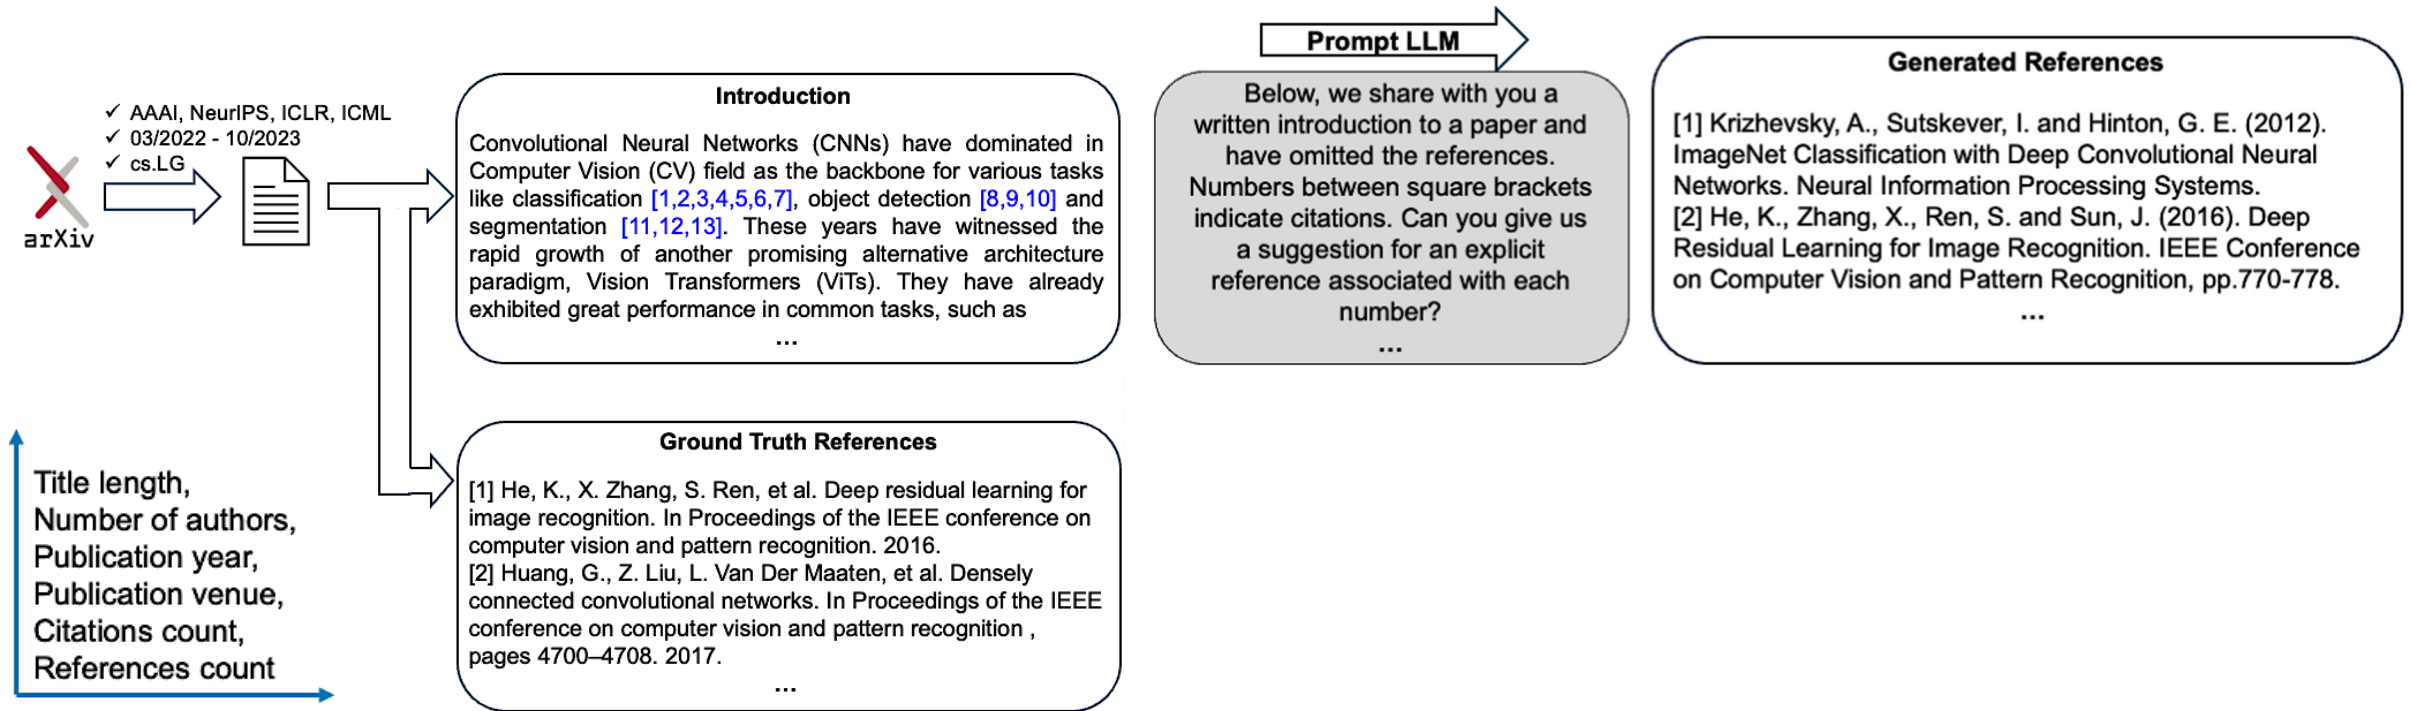 ✓ AAAI, NeurIPS, ICLR, ICML
✓ 03/2022 - 10/2023
✓ cs.LG
arXiv
Introduction
Convolutional Neural Networks (CNNs) have dominated in
Computer Vision (CV) field as the backbone for various tasks
like classification [1,2,3,4,5,6,7], object detection [8,9,10] and
segmentation [11,12,13]. These years have witnessed the
rapid growth of another promising alternative architecture
paradigm, Vision Transformers (ViTs). They have already
exhibited great performance in common tasks, such as
...
Prompt LLM
Below, we share with you a
written introduction to a paper and
have omitted the references.
Numbers between square brackets
indicate citations. Can you give us
a suggestion for an explicit
reference associated with each
number?
...
Generated References
[1] Krizhevsky, A., Sutskever, I. and Hinton, G. E. (2012).
ImageNet Classification with Deep Convolutional Neural
Networks. Neural Information Processing Systems.
[2] He, K., Zhang, X., Ren, S. and Sun, J. (2016). Deep
Residual Learning for Image Recognition. IEEE Conference
on Computer Vision and Pattern Recognition, pp.770-778.
...
Title length,
Number of authors,
Publication year,
Publication venue,
Citations count,
References count
Ground Truth References
[1] He, K., X. Zhang, S. Ren, et al. Deep residual learning for
image recognition. In Proceedings of the IEEE conference on
computer vision and pattern recognition. 2016.
[2] Huang, G., Z. Liu, L. Van Der Maaten, et al. Densely
connected convolutional networks. In Proceedings of the IEEE
conference on computer vision and pattern recognition ,
pages 4700–4708. 2017.
...